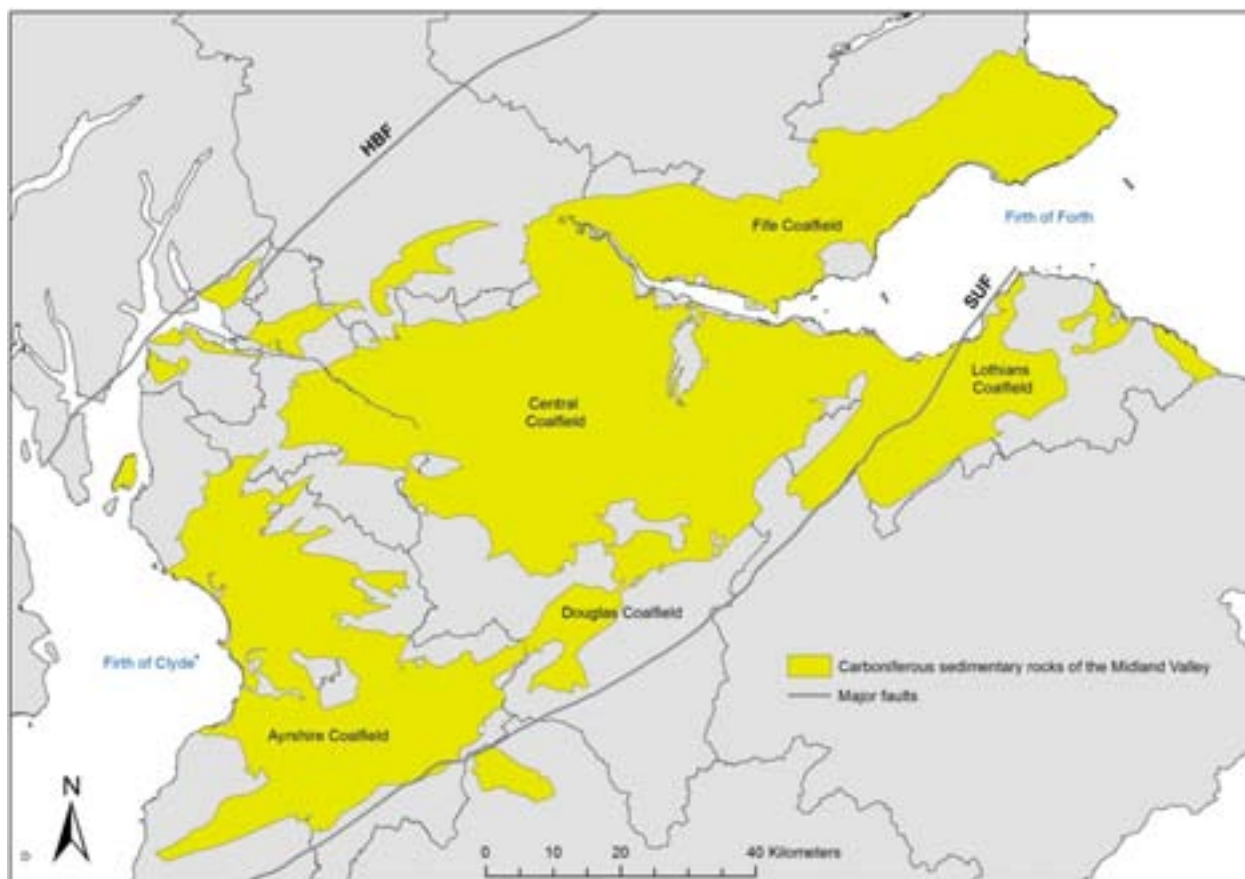 HBF
Firth of Forth
Fife Coalfield
SUF
Lothians
Coalfield
Central
Coalfield
Douglas Coalfield
Firth of Clyde
Carboniferous sedimentary rocks of the Midland Valley
Major faults
Ayrshire Coalfield
N
0 10 20 40 Kilometers